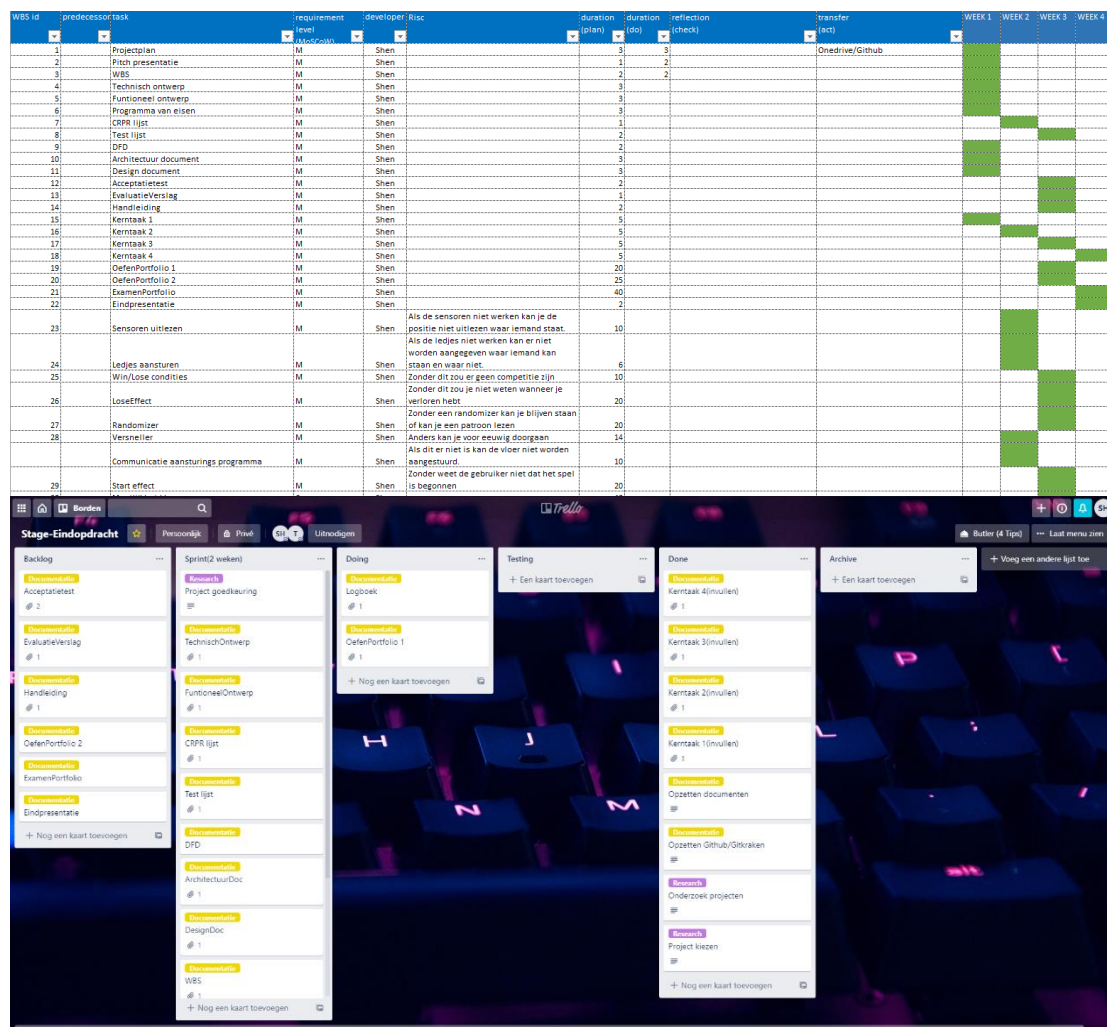 WBS id predecessor task requirement level (MoSCoW) developer Risc duration (plan) duration (do) reflection (check) transfer (act) WEEK 1 WEEK 2 WEEK 3 WEEK 4
1 Projectplan M Shen 3 3 Onedrive/Github
2 Pitch presentatie M Shen 1 2
3 WBS M Shen 2 2
4 Technisch ontwerp M Shen 3
5 Funtioneel ontwerp M Shen 3
6 Programma van eisen M Shen 3
7 CRPR lijst M Shen 1
8 Test lijst M Shen 2
9 DFD M Shen 2
10 Architectuur document M Shen 3
11 Design document M Shen 3
12 Acceptatietest M Shen 2
13 EvaluatieVerslag M Shen 1
14 Handleiding M Shen 2
15 Kerntaak 1 M Shen 5
16 Kerntaak 2 M Shen 5
17 Kerntaak 3 M Shen 5
18 Kerntaak 4 M Shen 5
19 OefenPortfolio 1 M Shen 20
20 OefenPortfolio 2 M Shen 25
21 ExamenPortfolio M Shen 40
22 Eindpresentatie M Shen 2
Als de sensoren niet werken kan je de
23 Sensoren uitlezen M Shen positie niet uitlezen waar iemand staat. 10
Als de ledjes niet werken kan er niet
worden aangegeven waar iemand kan
24 Ledjes aansturen M Shen staan en waar niet. 6
25 Win/Lose condities M Shen Zonder dit zou er geen competitie zijn 10
Zonder dit zou je niet weten wanneer je
26 LoseEffect M Shen verloren hebt 20
Zonder een randomizer kan je blijven staan
27 Randomizer M Shen of kan je een patroon lezen 20
28 Versneller M Shen Anders kan je voor eeuwig doorgaan 14
Als dit er niet is kan de vloer niet worden
Communicatie aansturings programma M Shen aangestuurd. 10
Zonder weet de gebruiker niet dat het spel
29 Start effect M Shen is begonnen 20
Borden Trello SH
Stage-Eindopdracht Persoonlijk Privé SH T Uitnodigen Butler (4 Tips) Laat menu zien
Backlog
Documentatie
Acceptatietest
2
Documentatie
EvaluatieVerslag
1
Documentatie
Handleiding
1
Documentatie
OefenPortfolio 2
Documentatie
ExamenPortfolio
Documentatie
Eindpresentatie
+ Nog een kaart toevoegen
Sprint(2 weken)
Research
Project goedkeuring
Documentatie
TechnischOntwerp
1
Documentatie
FuntioneelOntwerp
1
Documentatie
CRPR lijst
1
Documentatie
Test lijst
1
Documentatie
DFD
Documentatie
ArchitectuurDoc
1
Documentatie
DesignDoc
1
Documentatie
WBS
1
+ Nog een kaart toevoegen
Doing
Documentatie
Logboek
1
Documentatie
OefenPortfolio 1
1
+ Nog een kaart toevoegen
Testing
+ Een kaart toevoegen
Done
Documentatie
Kerntaak 4(invullen)
1
Documentatie
Kerntaak 3(invullen)
1
Documentatie
Kerntaak 2(invullen)
1
Documentatie
Kerntaak 1(invullen)
3
Documentatie
Opzetten documenten
Documentatie
Opzetten Github/Gitkraken
Research
Onderzoek projecten
Research
Project kiezen
+ Nog een kaart toevoegen
Archive
+ Een kaart toevoegen
+ Voeg een andere lijst toe
H J N M P L
alt